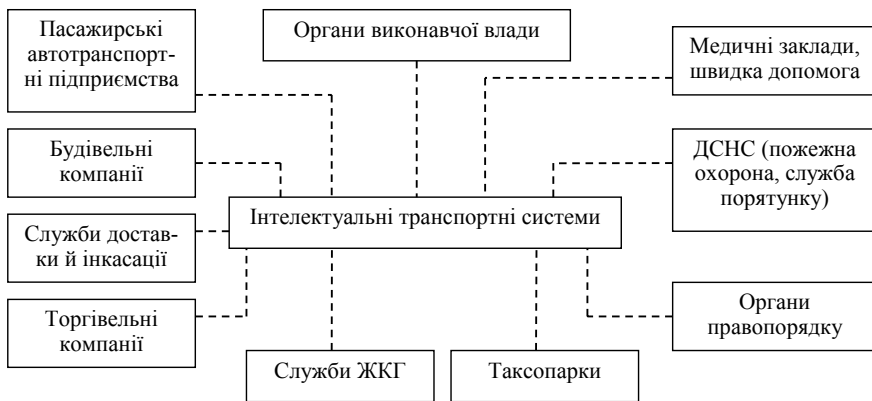 Пасажирські
автотранспорт-
ні підприємства
Органи виконавчої влади
Медичні заклади,
швидка допомога
Будівельні
компанії
ДСНС (пожежна
охорона, служба
порятунку)
Інтелектуальні транспортні системи
Служби достав-
ки й інкасації
Торгівельні
компанії
Органи
правопорядку
Служби ЖКГ
Таксопарки